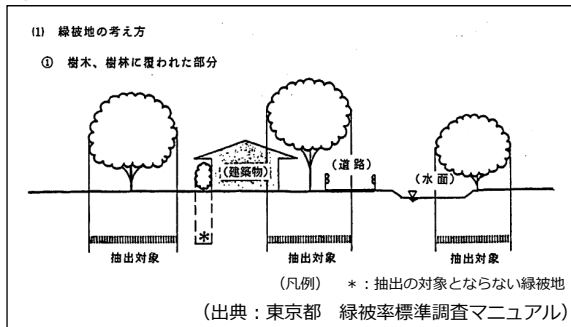 (1) 緑被地の考え方
① 樹木、樹林に覆われた部分
(建築物)
(道路)
(水面)
*
抽出対象
抽出対象
抽出対象
(凡例) *:抽出の対象とならない緑被地
(出典:東京都 緑被率標準調査マニュアル)